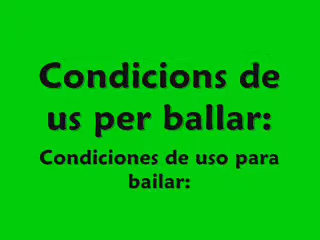 Condicions de
us per ballar:
Condiciones de uso para
bailar: